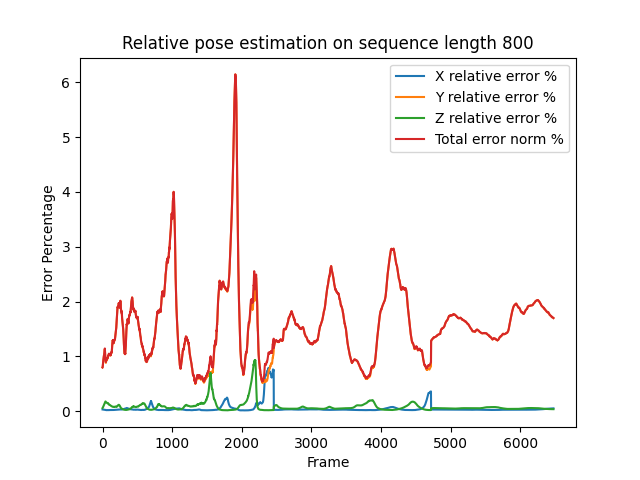 Relative pose estimation on sequence length 800
X relative error %
Y relative error %
Z relative error %
Total error norm %
Error Percentage
6
5
4
3
2
1
0
0 1000 2000 3000 4000 5000 6000
Frame